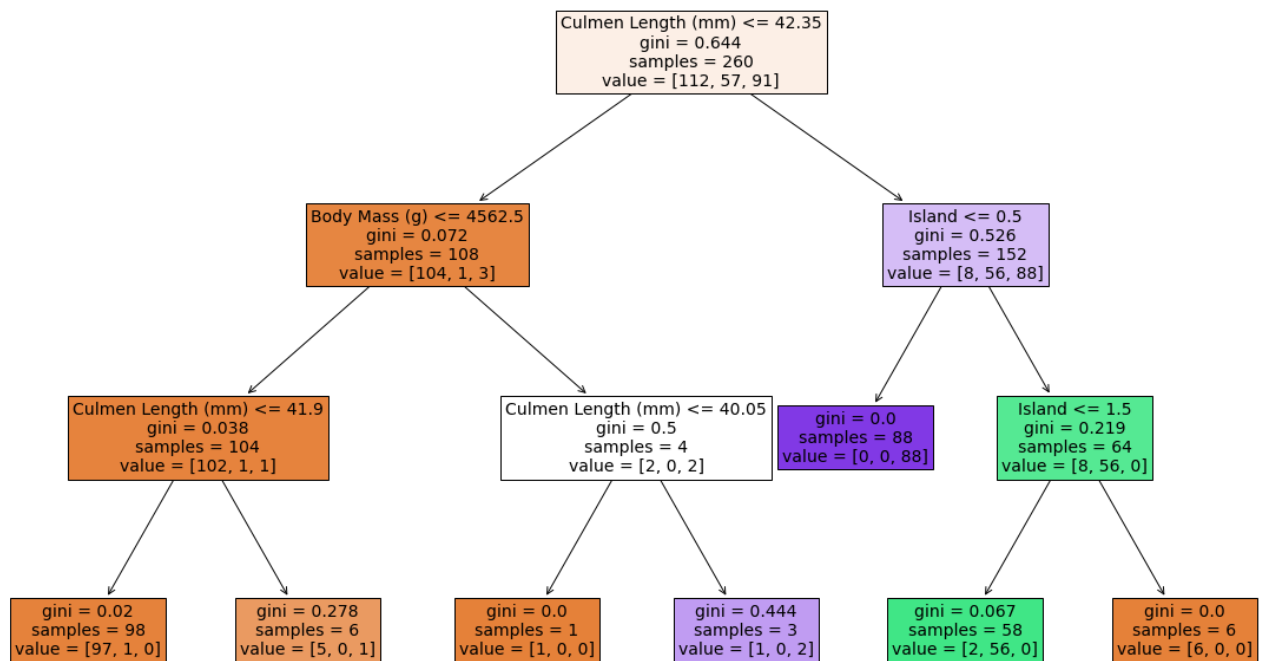 Culmen Length (mm) <= 42.35
gini = 0.644
samples = 260
value = [112, 57, 91]
Body Mass (g) <= 4562.5
gini = 0.072
samples = 108
value = [104, 1, 3]
Island <= 0.5
gini = 0.526
samples = 152
value = [8, 56, 88]
Culmen Length (mm) <= 41.9
gini = 0.038
samples = 104
value = [102, 1, 1]
Culmen Length (mm) <= 40.05
gini = 0.5
samples = 4
value = [2, 0, 2]
gini = 0.0
samples = 88
value = [0, 0, 88]
Island <= 1.5
gini = 0.219
samples = 64
value = [8, 56, 0]
gini = 0.02
samples = 98
value = [97, 1, 0]
gini = 0.278
samples = 6
value = [5, 0, 1]
gini = 0.0
samples = 1
value = [1, 0, 0]
gini = 0.444
samples = 3
value = [1, 0, 2]
gini = 0.067
samples = 58
value = [2, 56, 0]
gini = 0.0
samples = 6
value = [6, 0, 0]